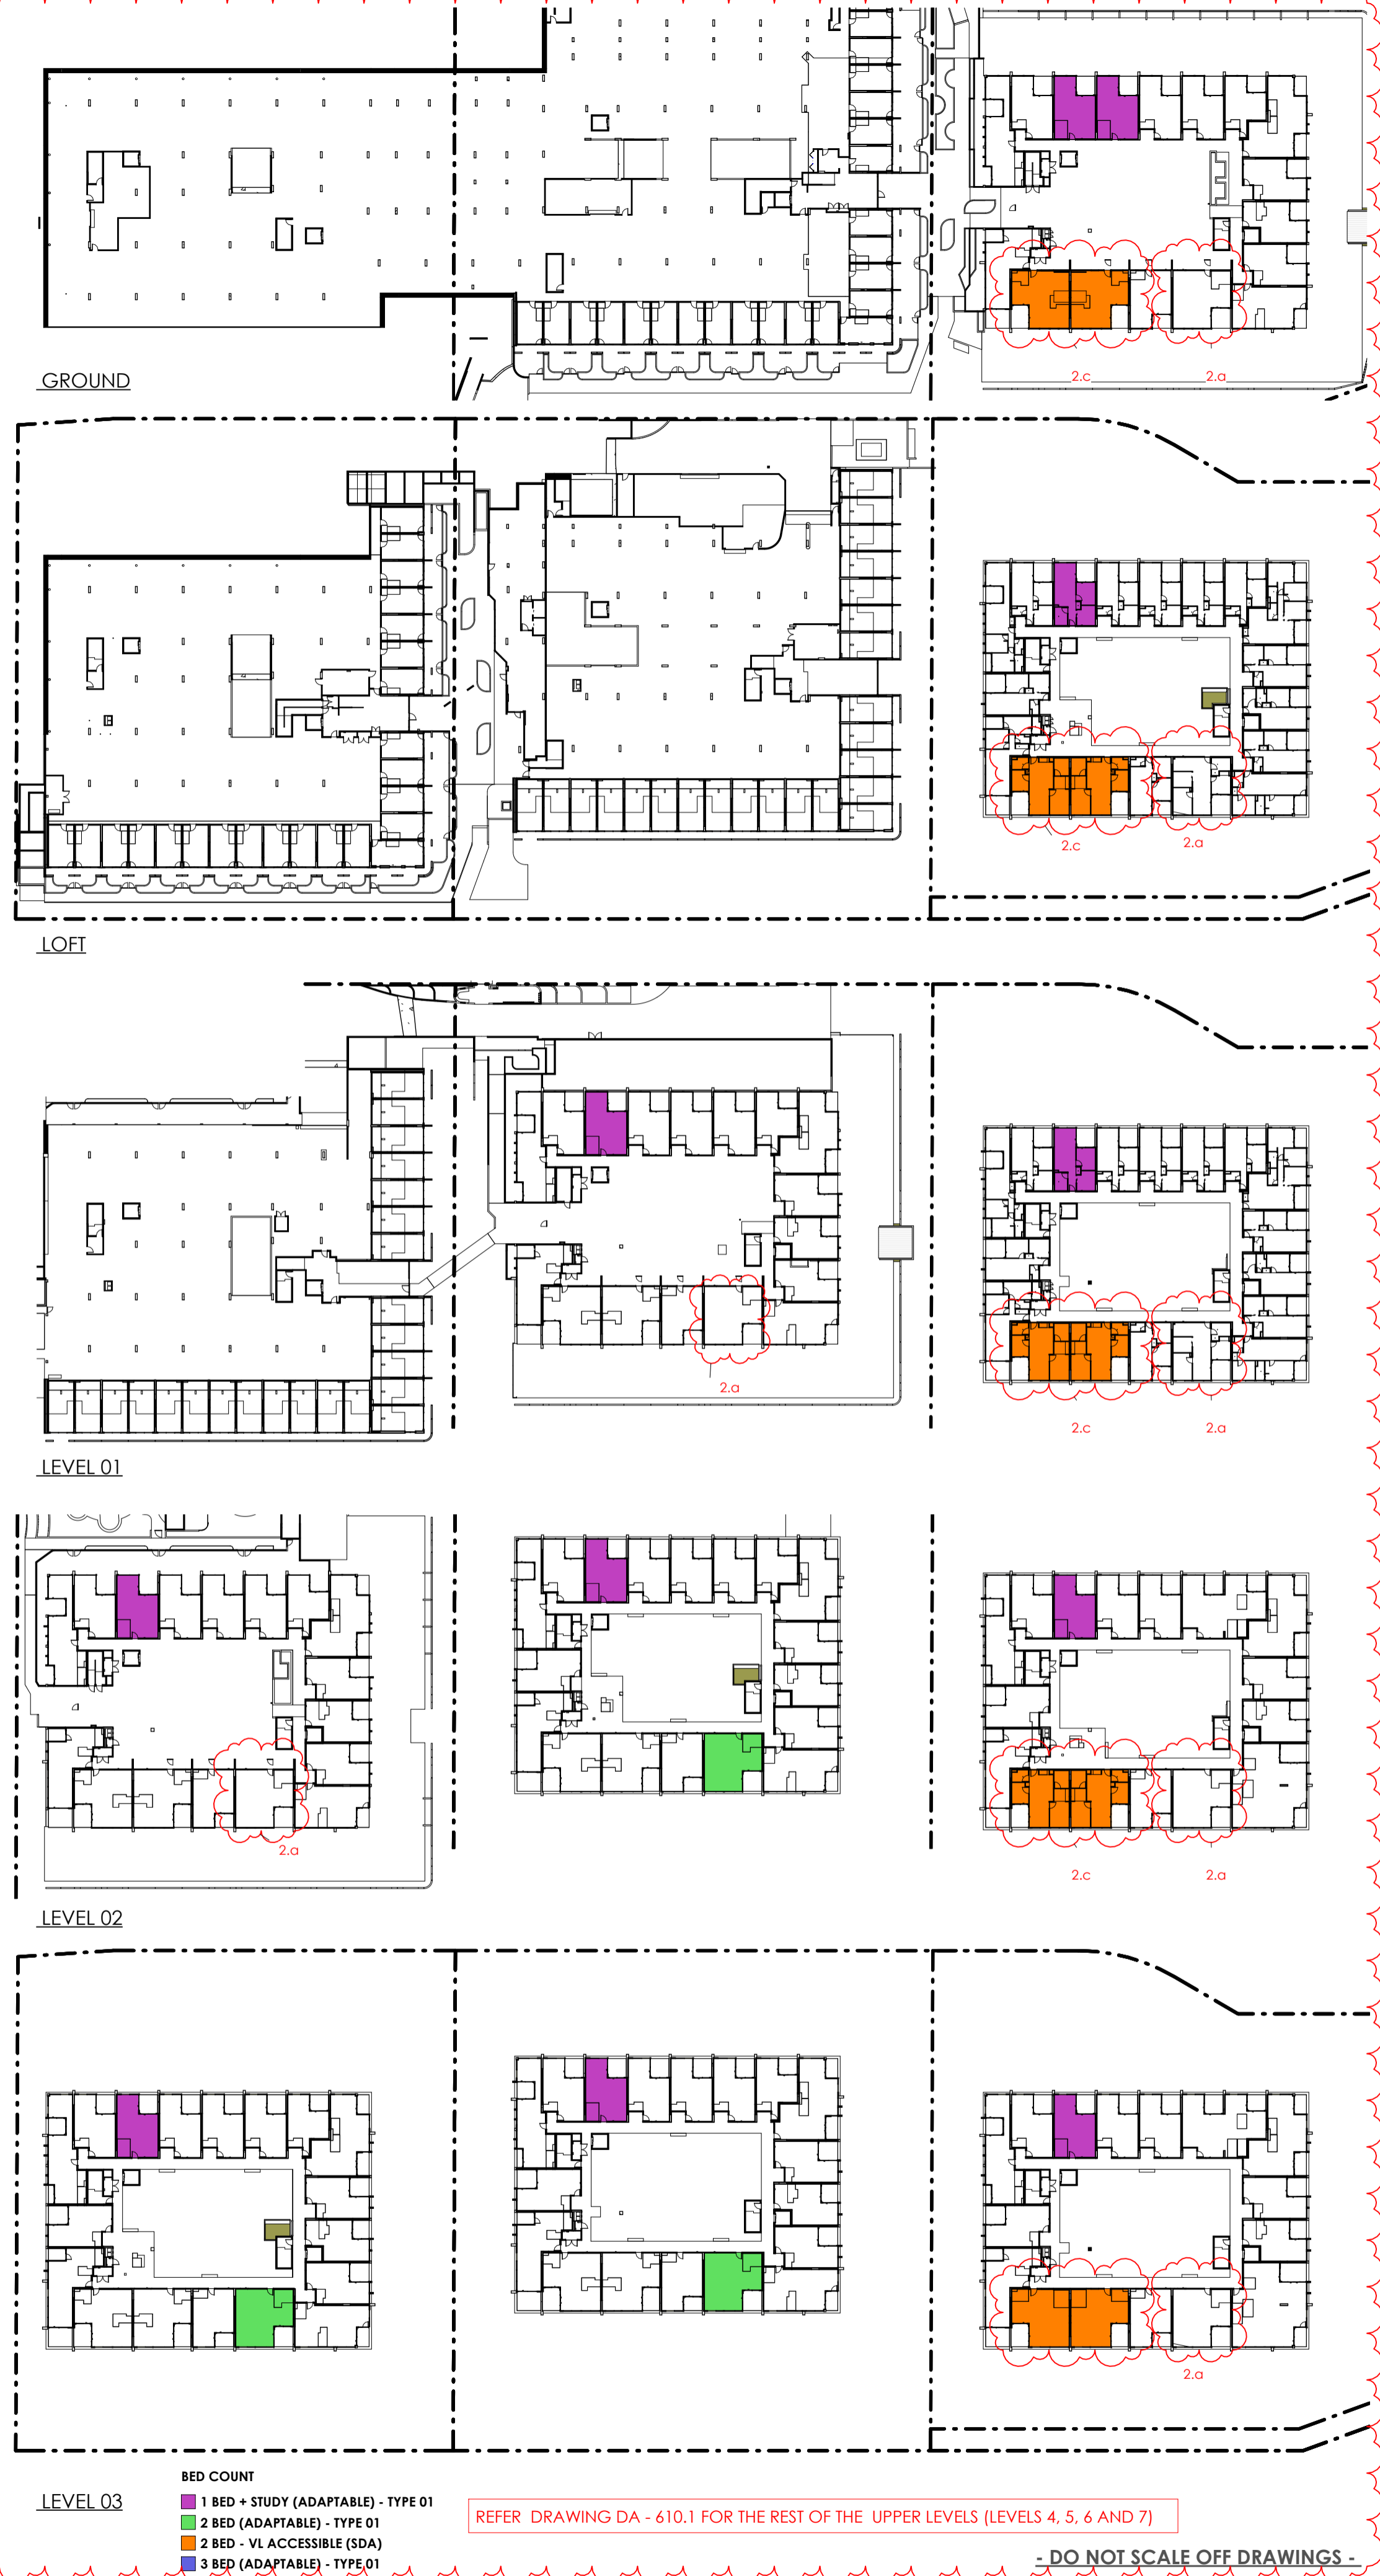 2.c 2.a
GROUND
2.c 2.a
LOFT
2.a
2.c 2.a
LEVEL 01
2.a
2.c 2.a
LEVEL 02
2.a
BED COUNT
LEVEL 03
1 BED + STUDY (ADAPTABLE) - TYPE 01
2 BED (ADAPTABLE) - TYPE 01
2 BED - VL ACCESSIBLE (SDA)
3 BED (ADAPTABLE) - TYPE 01
REFER DRAWING DA - 610.1 FOR THE REST OF THE UPPER LEVELS (LEVELS 4, 5, 6 AND 7)
- DO NOT SCALE OFF DRAWINGS -